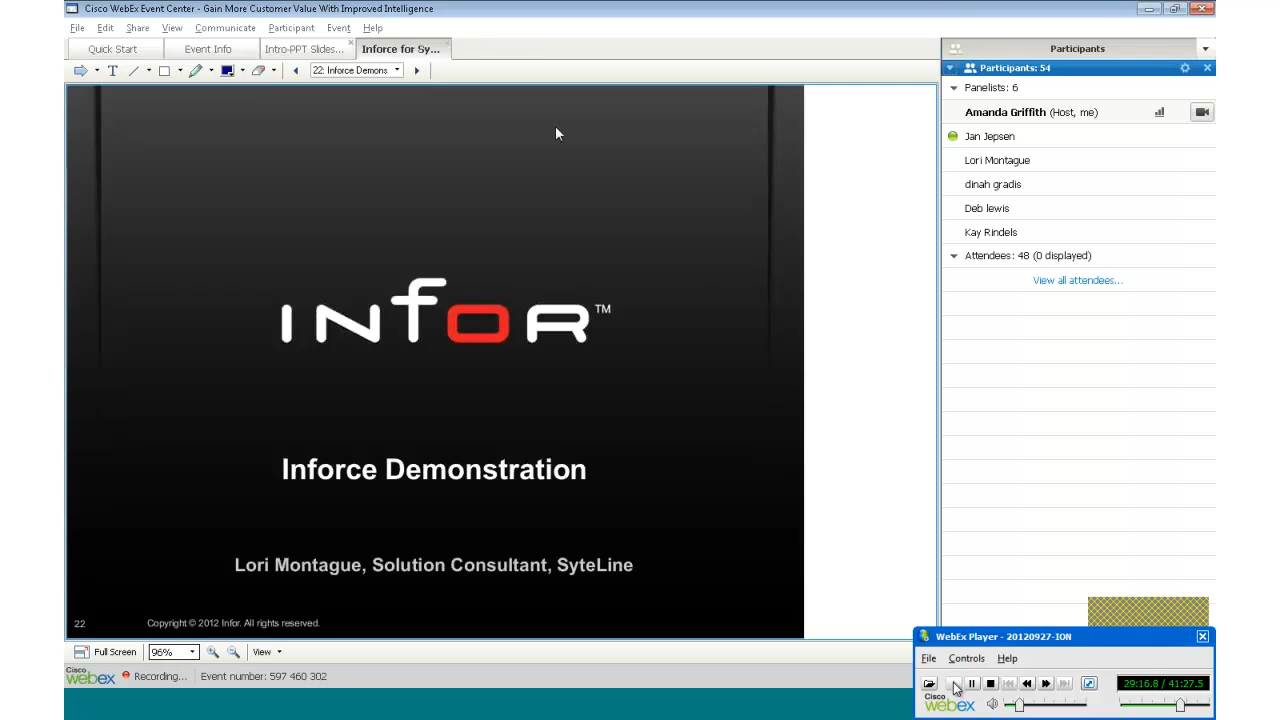 Cisco WebEx Event Center - Gain More Customer Value With Improved Intelligence
File Edit Share View Communicate Participant Event Help
Quick Start Event Info Intro-PPT Slides... Inforce for Sy...
Participants
T 22: Inforce Demons
Participants: 54
Panelists: 6
Amanda Griffith (Host, me)
Jan Jepsen
Lori Montague
dinah gradis
Deb lewis
Kay Rindels
Attendees: 48 (0 displayed)
View all attendees...
INFOR™
Inforce Demonstration
Lori Montague, Solution Consultant, SyteLine
22 Copyright © 2012 Infor. All rights reserved.
Full Screen 96% View
Cisco webex Recording... Event number: 597 460 302
WebEx Player - 20120927-ION
File Controls Help
29:16.8 / 41:27.5
Cisco webex